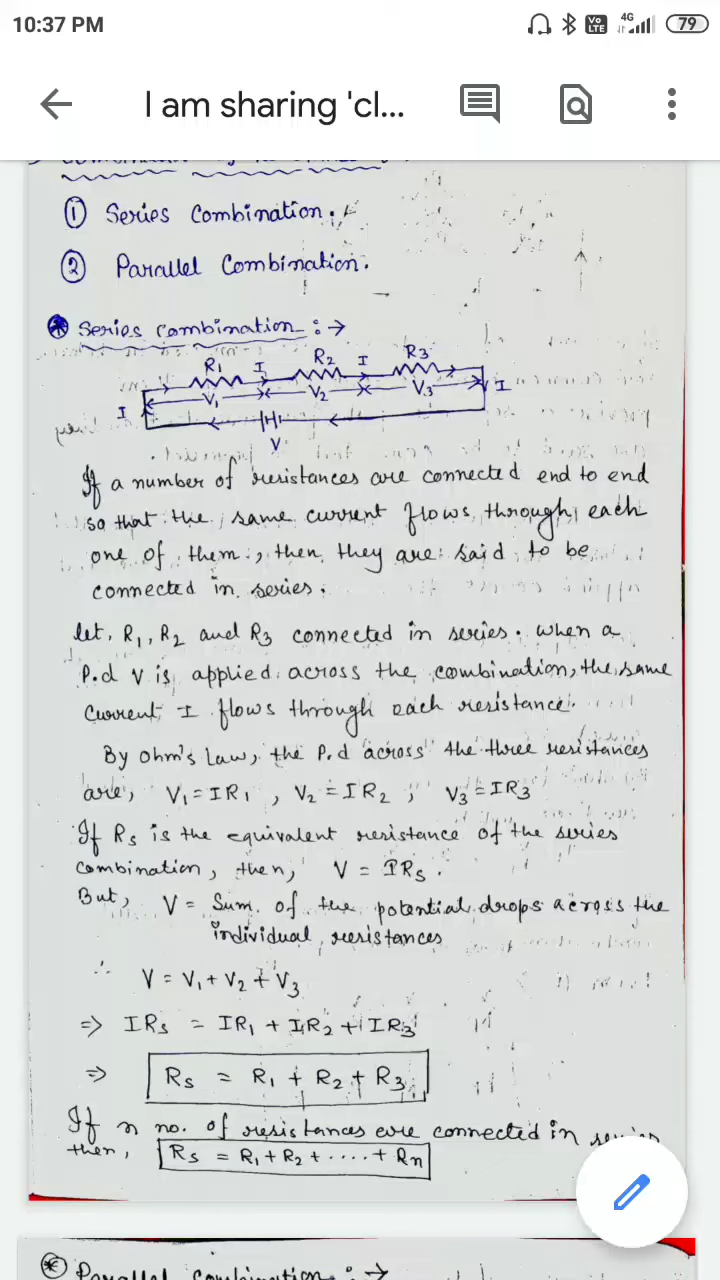 10:37 PM
4G
Vo LTE
79
I am sharing 'cl...
① Series Combination.
② Parallel Combination.
Series Combination :→
R1 I R2 I R3
I V1 V2 V3 I
V
If a number of resistances are connected end to end
so that the same current flows through each
one of them, then they are said to be
connected in series.
let, R1, R2 and R3 connected in series. When a
P.d V is applied across the combination, the same
current I flows through each resistance.
By Ohm's Law, the P.d across the three resistances
are, V1 = IR1 , V2 = IR2 , V3 = IR3
If Rs is the equivalent resistance of the series
combination, then, V = IRs .
But, V = Sum of the potential drops across the
individual resistances
∴ V = V1 + V2 + V3
=> IRs = IR1 + IR2 + IR3
=> Rs = R1 + R2 + R3
If n no. of resistances are connected in series
then, Rs = R1 + R2 + ..... + Rn
Parallel Combination :→